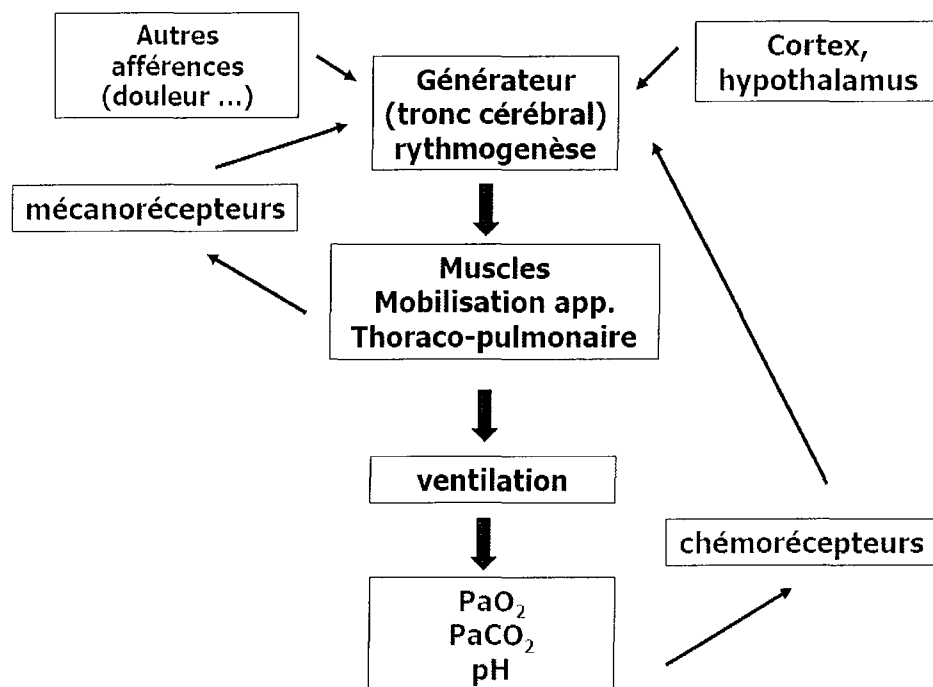 Autres
afférences
(douleur ...)
Cortex,
hypothalamus
Générateur
(tronc cérébral)
rythmogenèse
mécanorécepteurs
Muscles
Mobilisation app.
Thoraco-pulmonaire
ventilation
chémorécepteurs
PaO₂
PaCO₂
pH